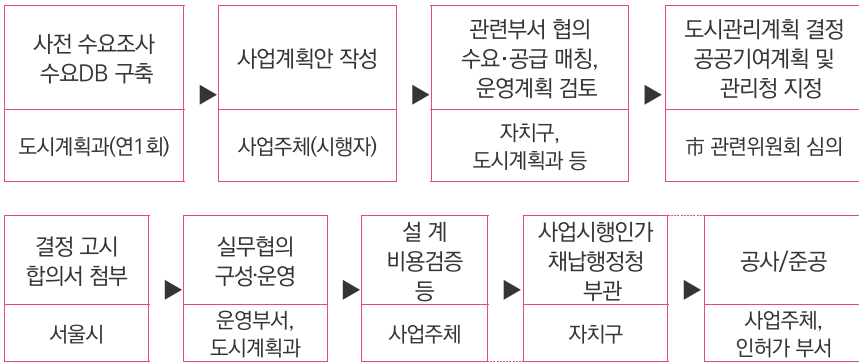 사전 수요조사
수요DB 구축
도시계획과(연1회)
▶
사업계획안 작성
사업주체(시행자)
▶
관련부서 협의
수요·공급 매칭,
운영계획 검토
자치구,
도시계획과 등
▶
도시관리계획 결정
공공기여계획 및
관리청 지정
市 관련위원회 심의
결정 고시
합의서 첨부
서울시
▶
실무협의
구성·운영
운영부서,
도시계획과
▶
설 계
비용검증
등
사업주체
▶
사업시행인가
채납행정청
부관
자치구
▶
공사/준공
사업주체,
인허가 부서